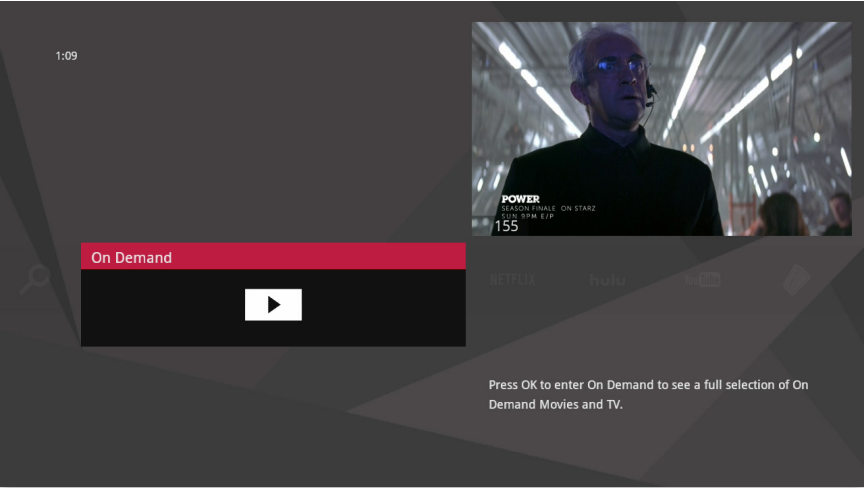 1:09
POWER
SEASON FINALE ON STARZ
SUN 9PM E/P
155
On Demand
NETFLIX
hulu
YouTube
Press OK to enter On Demand to see a full selection of On
Demand Movies and TV.